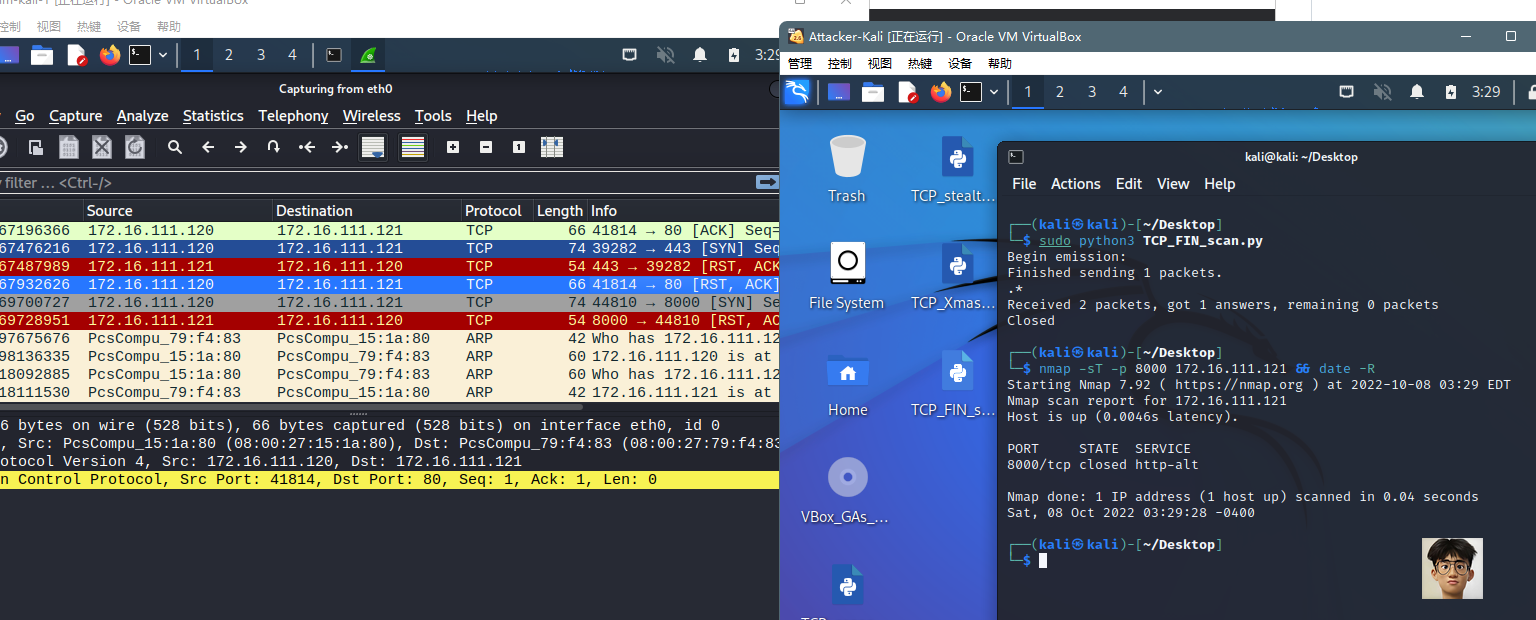 [正在运行] - Oracle VM VirtualBox
控制 视图 热键 设备 帮助
1 2 3 4
Capturing from eth0
Go Capture Analyze Statistics Telephony Wireless Tools Help
filter … <Ctrl-/>
Source Destination Protocol Length Info
67196366 172.16.111.120 172.16.111.121 TCP 66 41814 → 80 [ACK] Seq=
67476216 172.16.111.120 172.16.111.121 TCP 74 39282 → 443 [SYN] Seq
67487989 172.16.111.121 172.16.111.120 TCP 54 443 → 39282 [RST, ACK
67932626 172.16.111.120 172.16.111.121 TCP 66 41814 → 80 [RST, ACK]
69700727 172.16.111.120 172.16.111.121 TCP 74 44810 → 8000 [SYN] Se
69728951 172.16.111.121 172.16.111.120 TCP 54 8000 → 44810 [RST, AC
97675676 PcsCompu_79:f4:83 PcsCompu_15:1a:80 ARP 42 Who has 172.16.111.12
98136335 PcsCompu_15:1a:80 PcsCompu_79:f4:83 ARP 60 172.16.111.120 is at
18092885 PcsCompu_15:1a:80 PcsCompu_79:f4:83 ARP 60 Who has 172.16.111.12
18111530 PcsCompu_79:f4:83 PcsCompu_15:1a:80 ARP 42 172.16.111.121 is at
6 bytes on wire (528 bits), 66 bytes captured (528 bits) on interface eth0, id 0
, Src: PcsCompu_15:1a:80 (08:00:27:15:1a:80), Dst: PcsCompu_79:f4:83 (08:00:27:79:f4:83
otocol Version 4, Src: 172.16.111.120, Dst: 172.16.111.121
n Control Protocol, Src Port: 41814, Dst Port: 80, Seq: 1, Ack: 1, Len: 0
Attacker-Kali [正在运行] - Oracle VM VirtualBox
管理 控制 视图 热键 设备 帮助
1 2 3 4 3:29
Trash TCP_stealt...
File System TCP_Xmas...
Home TCP_FIN_s...
VBox_GAs_...
kali@kali: ~/Desktop
File Actions Edit View Help
┌──(kali㉿kali)-[~/Desktop]
└─$ sudo python3 TCP_FIN_scan.py
Begin emission:
Finished sending 1 packets.
.*
Received 2 packets, got 1 answers, remaining 0 packets
Closed
┌──(kali㉿kali)-[~/Desktop]
└─$ nmap -sT -p 8000 172.16.111.121 && date -R
Starting Nmap 7.92 ( https://nmap.org ) at 2022-10-08 03:29 EDT
Nmap scan report for 172.16.111.121
Host is up (0.0046s latency).
PORT STATE SERVICE
8000/tcp closed http-alt
Nmap done: 1 IP address (1 host up) scanned in 0.04 seconds
Sat, 08 Oct 2022 03:29:28 -0400
┌──(kali㉿kali)-[~/Desktop]
└─$